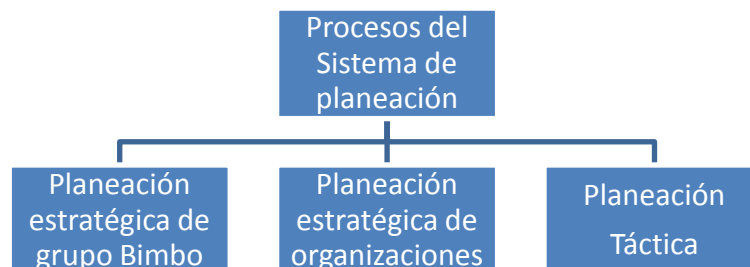 Procesos del
Sistema de
planeación
Planeación
estratégica de
grupo Bimbo
Planeación
estratégica de
organizaciones
Planeación
Táctica